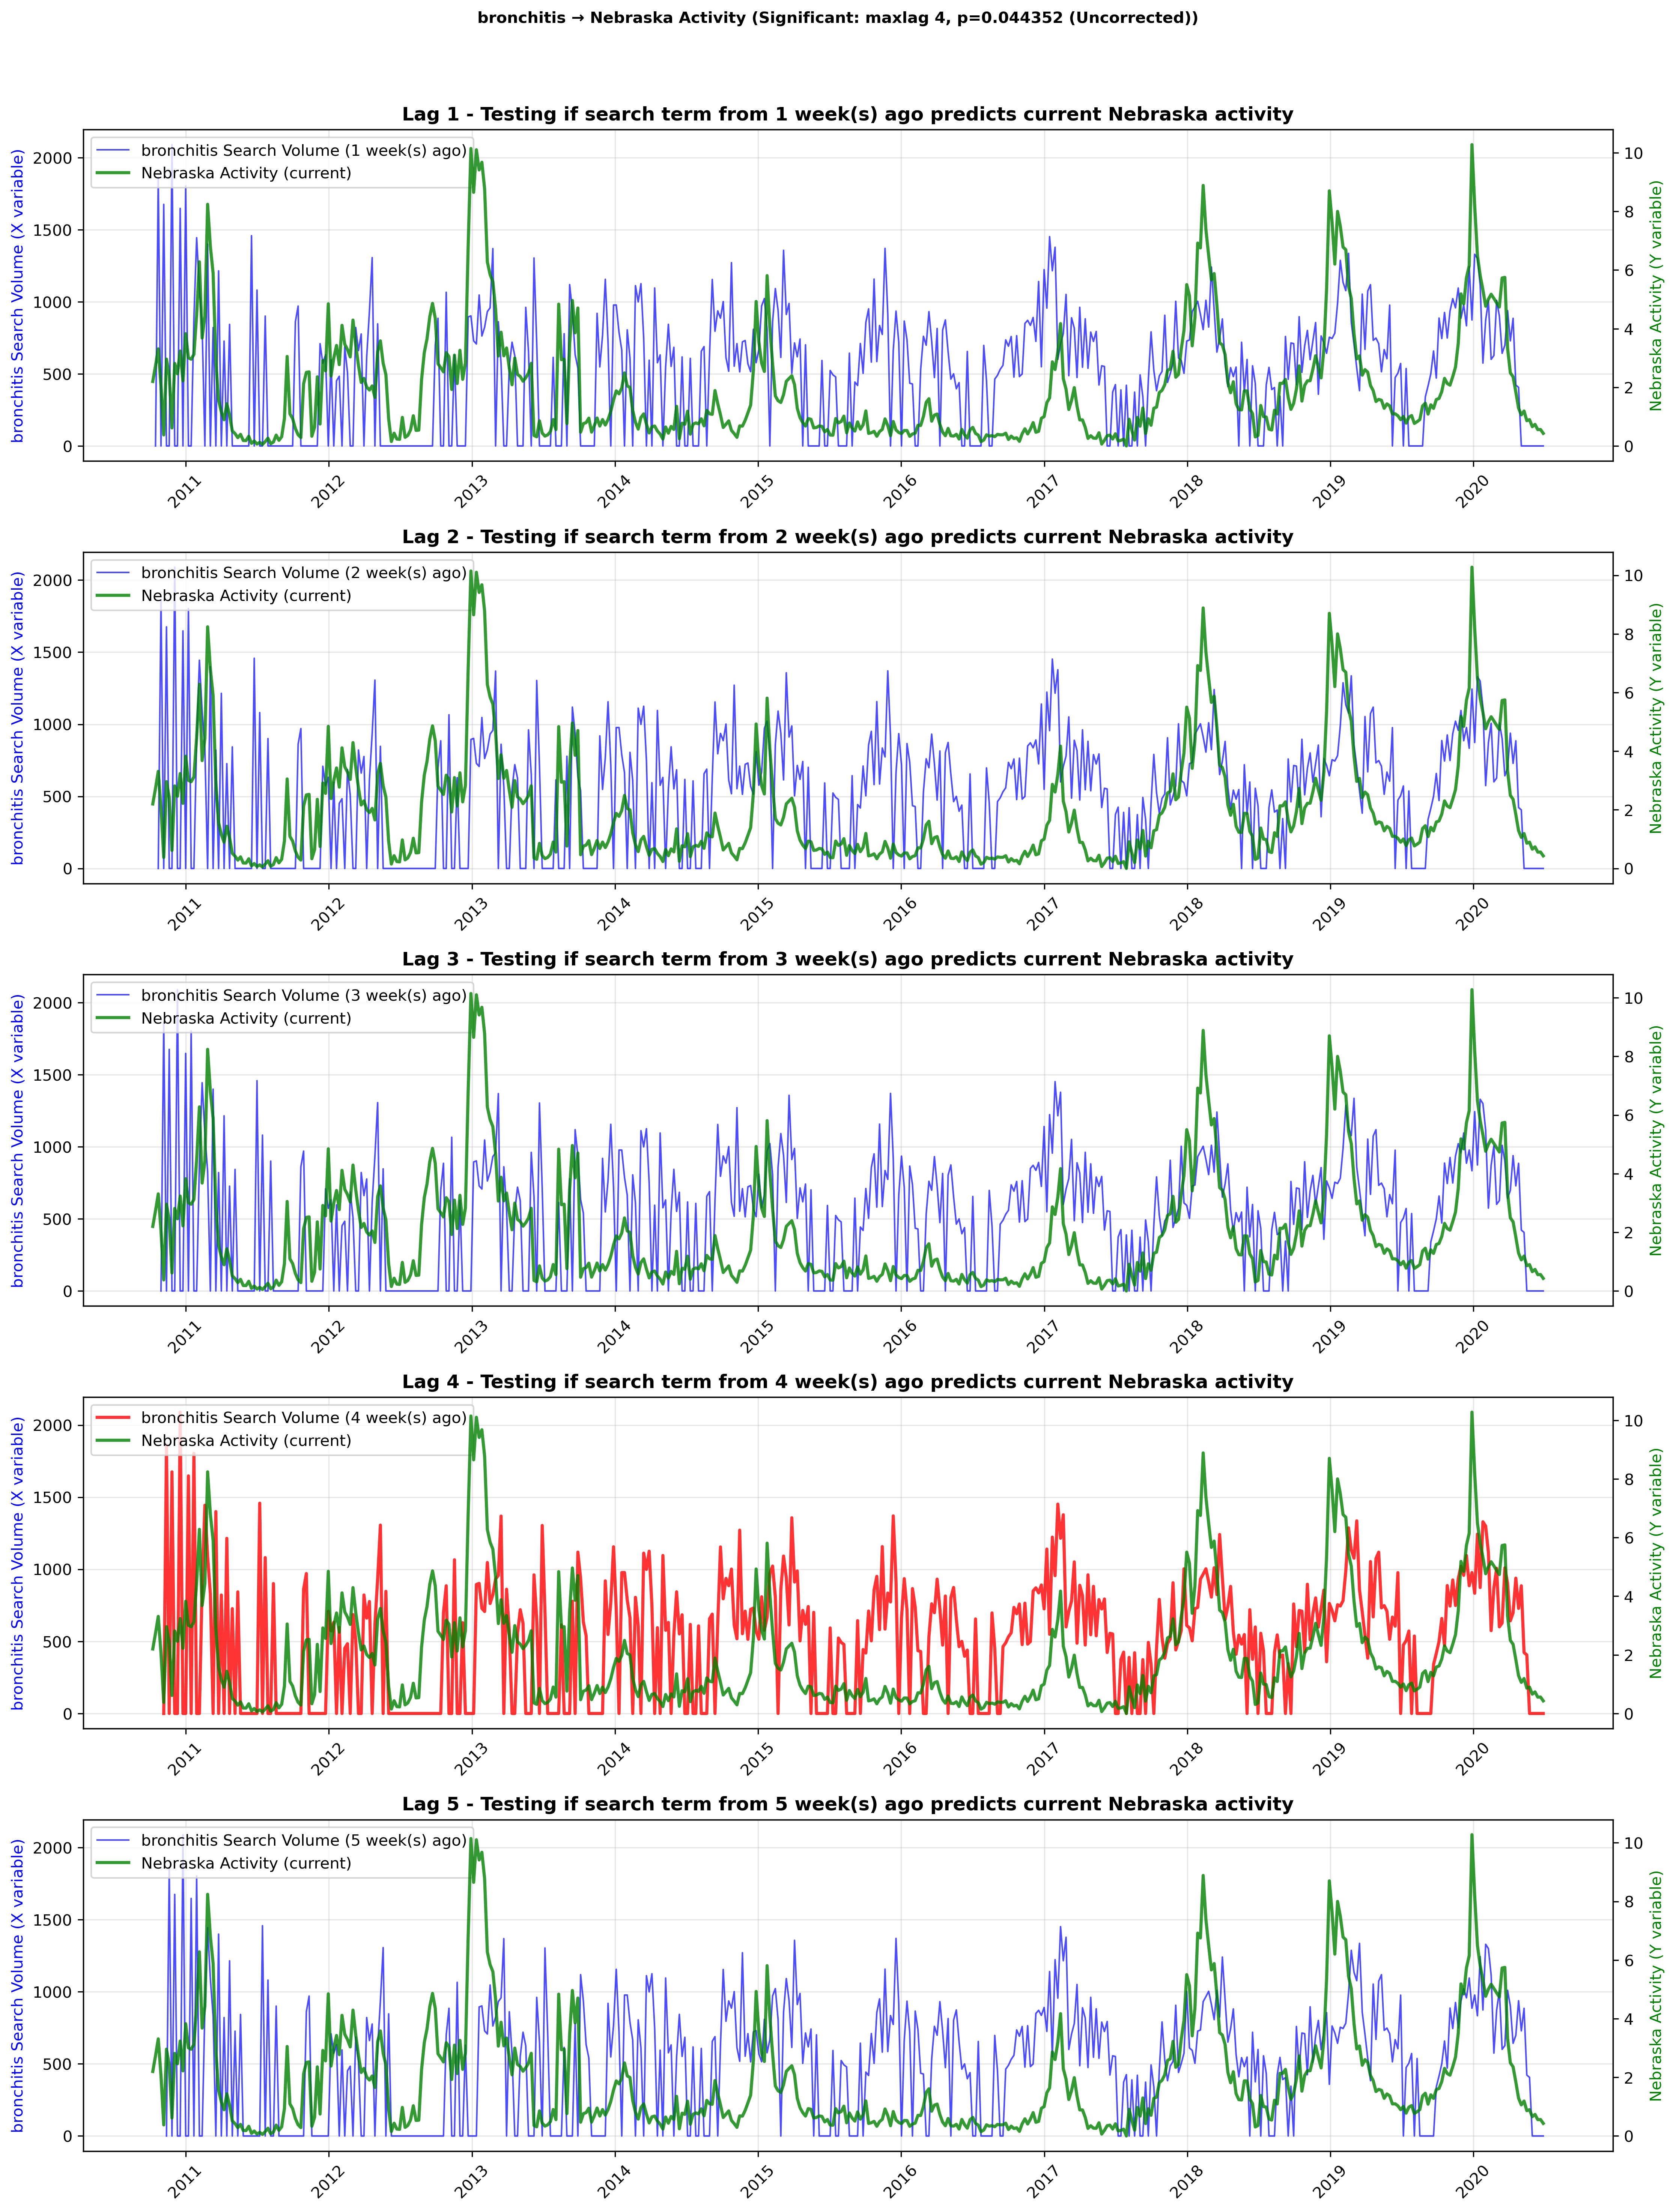 bronchitis → Nebraska Activity (Significant: maxlag 4, p=0.044352 (Uncorrected))
Lag 1 - Testing if search term from 1 week(s) ago predicts current Nebraska activity
bronchitis Search Volume (1 week(s) ago)
Nebraska Activity (current)
bronchitis Search Volume (X variable)
2000
1500
1000
500
0
10
8
6
4
2
0
Nebraska Activity (Y variable)
2011 2012 2013 2014 2015 2016 2017 2018 2019 2020
Lag 2 - Testing if search term from 2 week(s) ago predicts current Nebraska activity
bronchitis Search Volume (2 week(s) ago)
Nebraska Activity (current)
bronchitis Search Volume (X variable)
2000
1500
1000
500
0
10
8
6
4
2
0
Nebraska Activity (Y variable)
2011 2012 2013 2014 2015 2016 2017 2018 2019 2020
Lag 3 - Testing if search term from 3 week(s) ago predicts current Nebraska activity
bronchitis Search Volume (3 week(s) ago)
Nebraska Activity (current)
bronchitis Search Volume (X variable)
2000
1500
1000
500
0
10
8
6
4
2
0
Nebraska Activity (Y variable)
2011 2012 2013 2014 2015 2016 2017 2018 2019 2020
Lag 4 - Testing if search term from 4 week(s) ago predicts current Nebraska activity
bronchitis Search Volume (4 week(s) ago)
Nebraska Activity (current)
bronchitis Search Volume (X variable)
2000
1500
1000
500
0
10
8
6
4
2
0
Nebraska Activity (Y variable)
2011 2012 2013 2014 2015 2016 2017 2018 2019 2020
Lag 5 - Testing if search term from 5 week(s) ago predicts current Nebraska activity
bronchitis Search Volume (5 week(s) ago)
Nebraska Activity (current)
bronchitis Search Volume (X variable)
2000
1500
1000
500
0
10
8
6
4
2
0
Nebraska Activity (Y variable)
2011 2012 2013 2014 2015 2016 2017 2018 2019 2020